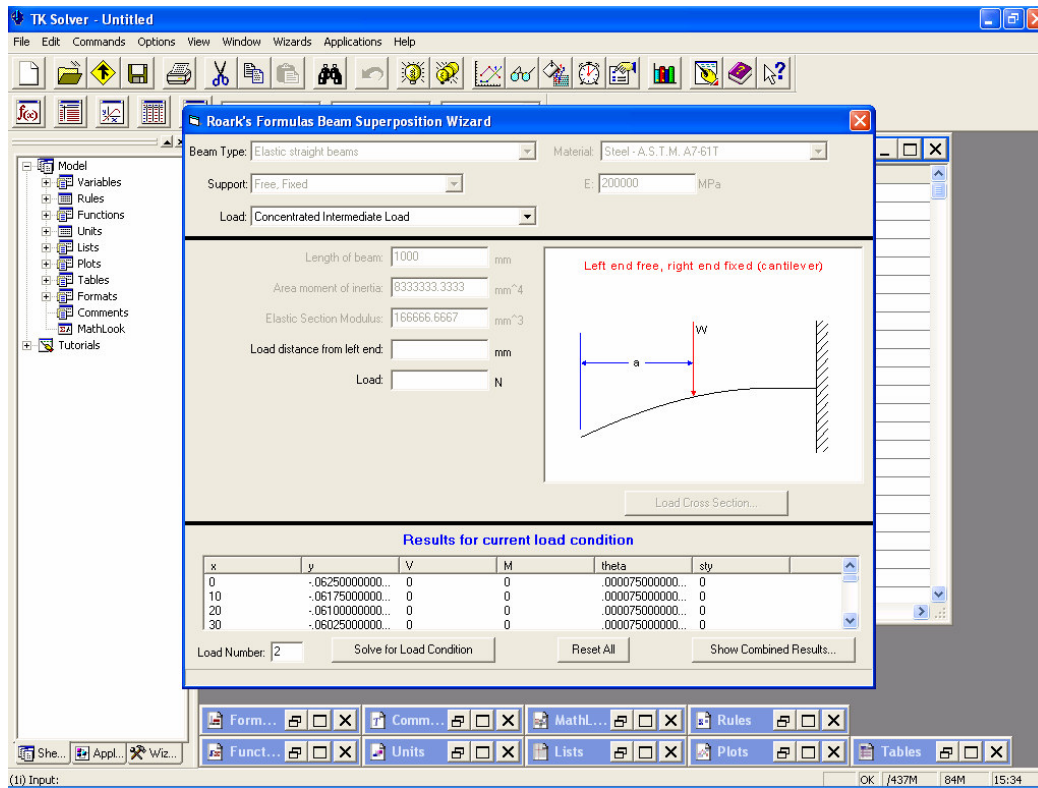 TK Solver - Untitled
File Edit Commands Options View Window Wizards Applications Help
Roark's Formulas Beam Superposition Wizard
Beam Type: Elastic straight beams Material: Steel - A.S.T.M. A7-61T
Support: Free, Fixed E: 200000 MPa
Load: Concentrated Intermediate Load
Model
Variables
Rules
Functions
Units
Lists
Plots
Tables
Formats
Comments
MathLook
Tutorials
Length of beam: 1000 mm
Area moment of inertia: 8333333.3333 mm^4
Elastic Section Modulus: 166666.6667 mm^3
Load distance from left end: mm
Load: N
Left end free, right end fixed (cantilever)
W
a
Load Cross Section...
Results for current load condition
x y V M theta sty
0 -.06250000000... 0 0 .000075000000... 0
10 -.06175000000... 0 0 .000075000000... 0
20 -.06100000000... 0 0 .000075000000... 0
30 -.06025000000... 0 0 .000075000000... 0
Load Number: 2 Solve for Load Condition Reset All Show Combined Results...
Form... Comm... MathL... Rules
Funct... Units Lists Plots Tables
She... Appl... Wiz...
(1i) Input: OK /437M 84M 15:34